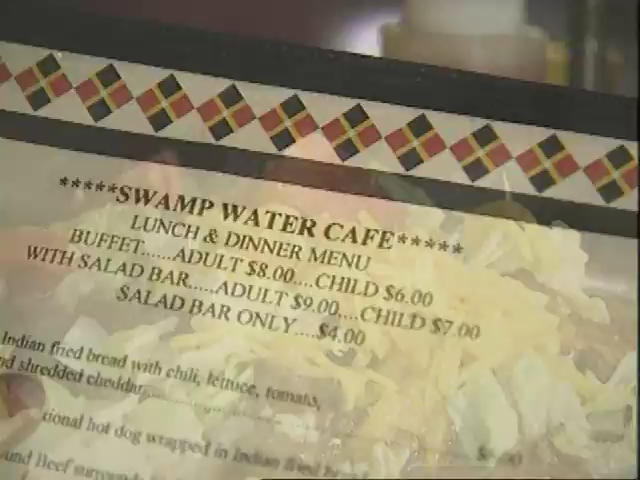 *****SWAMP WATER CAFE*****
LUNCH & DINNER MENU
BUFFET......ADULT $8.00....CHILD $6.00
WITH SALAD BAR.....ADULT $9.00,...CHILD $7.00
SALAD BAR ONLY....$4.00
Indian fried bread with chili, lettuce, tomato,
shredded cheddar
hot dog wrapped in Indian fried
Beef